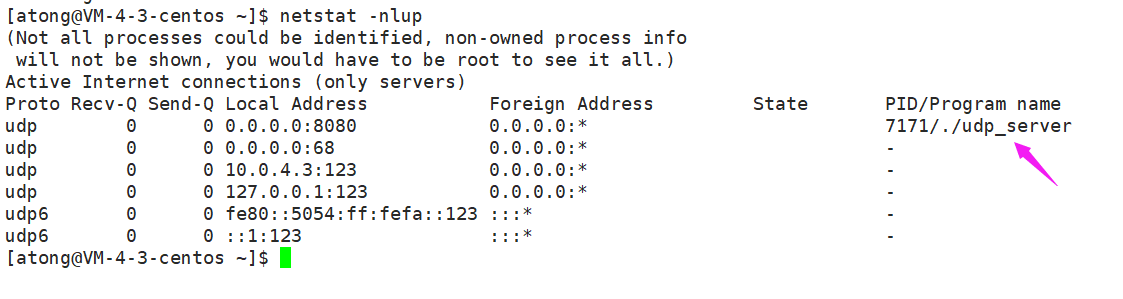 [atong@VM-4-3-centos ~]$ netstat -nlup
(Not all processes could be identified, non-owned process info
 will not be shown, you would have to be root to see it all.)
Active Internet connections (only servers)
Proto Recv-Q Send-Q Local Address           Foreign Address         State       PID/Program name
udp        0      0 0.0.0.0:8080            0.0.0.0:*                           7171/./udp_server
udp        0      0 0.0.0.0:68              0.0.0.0:*                           -
udp        0      0 10.0.4.3:123            0.0.0.0:*                           -
udp        0      0 127.0.0.1:123           0.0.0.0:*                           -
udp6       0      0 fe80::5054:ff:fefa::123 :::*                                -
udp6       0      0 ::1:123                 :::*                                -
[atong@VM-4-3-centos ~]$